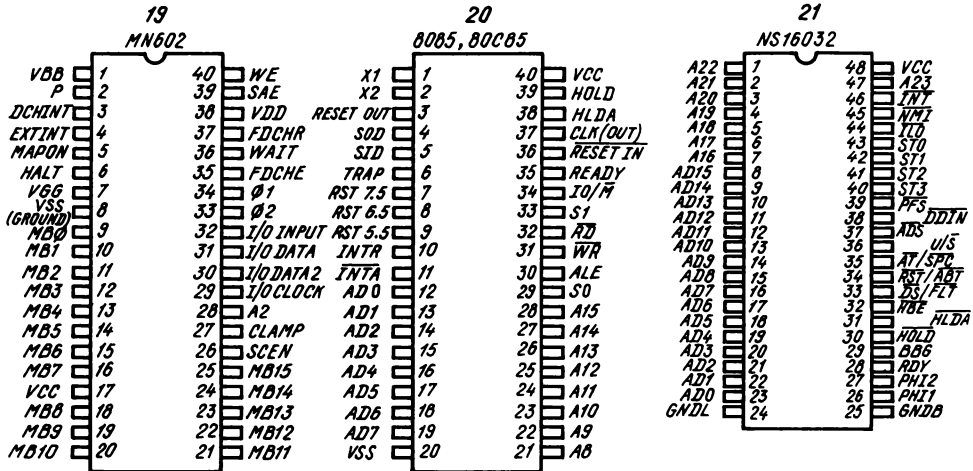 19
MN602
VBB 1 40 WE
P 2 39 SAE
DCHINT 3 38 VDD
EXTINT 4 37 FDCHR
MAPON 5 36 WAIT
HALT 6 35 FDCHE
VGG 7 34 Ø1
VSS
(GROUND) 8 33 Ø2
MBØ 9 32 I/O INPUT
MB1 10 31 I/O DATA
MB2 11 30 I/O DATA2
MB3 12 29 I/O CLOCK
MB4 13 28 A2
MB5 14 27 CLAMP
MB6 15 26 SCEN
MB7 16 25 MB15
VCC 17 24 MB14
MB8 18 23 MB13
MB9 19 22 MB12
MB10 20 21 MB11
20
8085, 80C85
X1 1 40 VCC
X2 2 39 HOLD
RESET OUT 3 38 HLDA
SOD 4 37 CLK(OUT)
SID 5 36 RESET IN
TRAP 6 35 READY
RST 7.5 7 34 IO/M
RST 6.5 8 33 S1
RST 5.5 9 32 RD
INTR 10 31 WR
INTA 11 30 ALE
AD0 12 29 S0
AD1 13 28 A15
AD2 14 27 A14
AD3 15 26 A13
AD4 16 25 A12
AD5 17 24 A11
AD6 18 23 A10
AD7 19 22 A9
VSS 20 21 A8
21
NS16032
A22 1 48 VCC
A21 2 47 A23
A20 3 46 INT
A19 4 45 NMI
A18 5 44 ILO
A17 6 43 ST0
A16 7 42 ST1
AD15 8 41 ST2
AD14 9 40 ST3
AD13 10 39 PFS
AD12 11 38 DDIN
AD11 12 37 ADS
AD10 13 36 U/S
AD9 14 35 AT/SPC
AD8 15 34 RST/ABT
AD7 16 33 DS/FLT
AD6 17 32 HBE
AD5 18 31 HLDA
AD4 19 30 HOLD
AD3 20 29 BBG
AD2 21 28 RDY
AD1 22 27 PHI2
AD0 23 26 PHI1
GNDL 24 25 GNDB